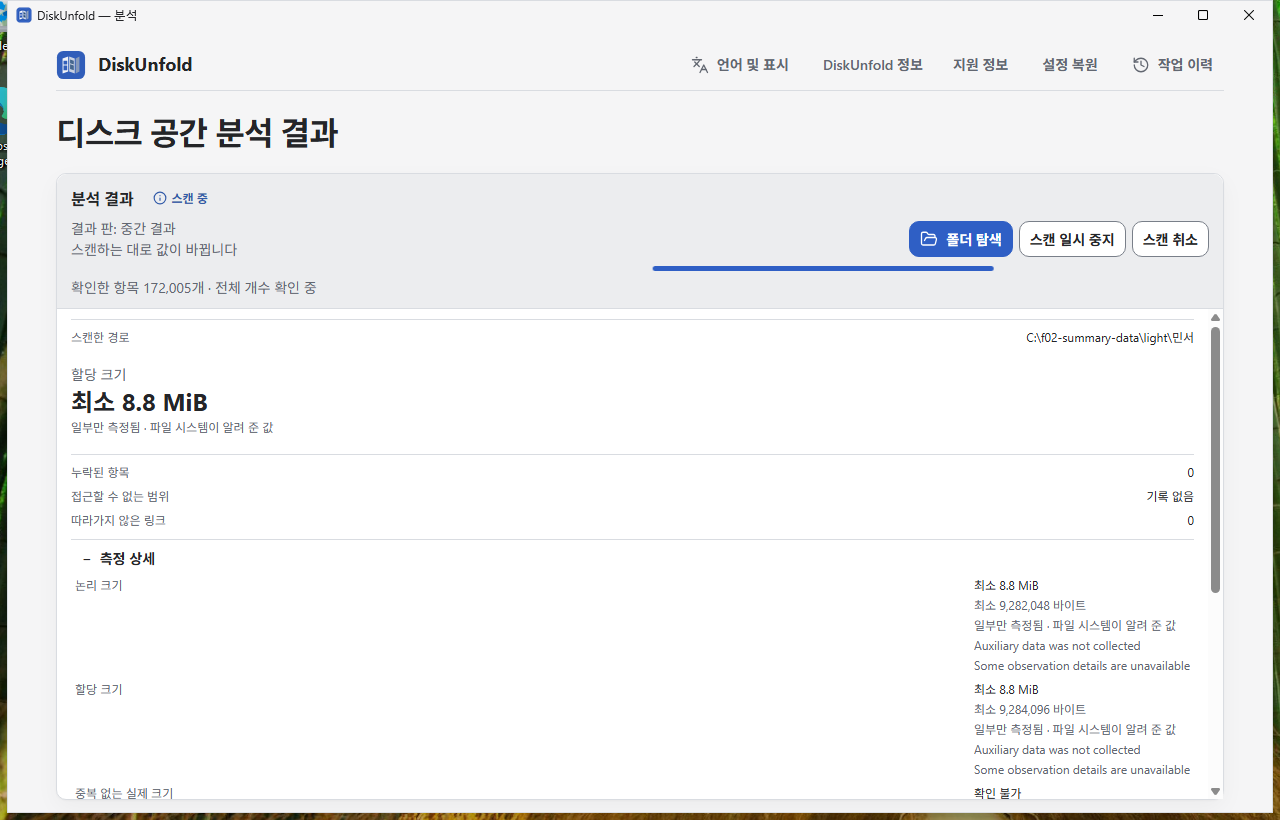 DiskUnfold — 분석
DiskUnfold
언어 및 표시
DiskUnfold 정보
지원 정보
설정 복원
작업 이력
디스크 공간 분석 결과
분석 결과
스캔 중
결과 판: 중간 결과
스캔하는 대로 값이 바뀝니다
폴더 탐색
스캔 일시 중지
스캔 취소
확인한 항목 172,005개 · 전체 개수 확인 중
스캔한 경로
C:\f02-summary-data\light\민서
할당 크기
최소 8.8 MiB
일부만 측정됨 · 파일 시스템이 알려 준 값
누락된 항목
0
접근할 수 없는 범위
기록 없음
따라가지 않은 링크
0
− 측정 상세
논리 크기
최소 8.8 MiB
최소 9,282,048 바이트
일부만 측정됨 · 파일 시스템이 알려 준 값
Auxiliary data was not collected
Some observation details are unavailable
할당 크기
최소 8.8 MiB
최소 9,284,096 바이트
일부만 측정됨 · 파일 시스템이 알려 준 값
Auxiliary data was not collected
Some observation details are unavailable
중복 없는 실제 크기
확인 불가